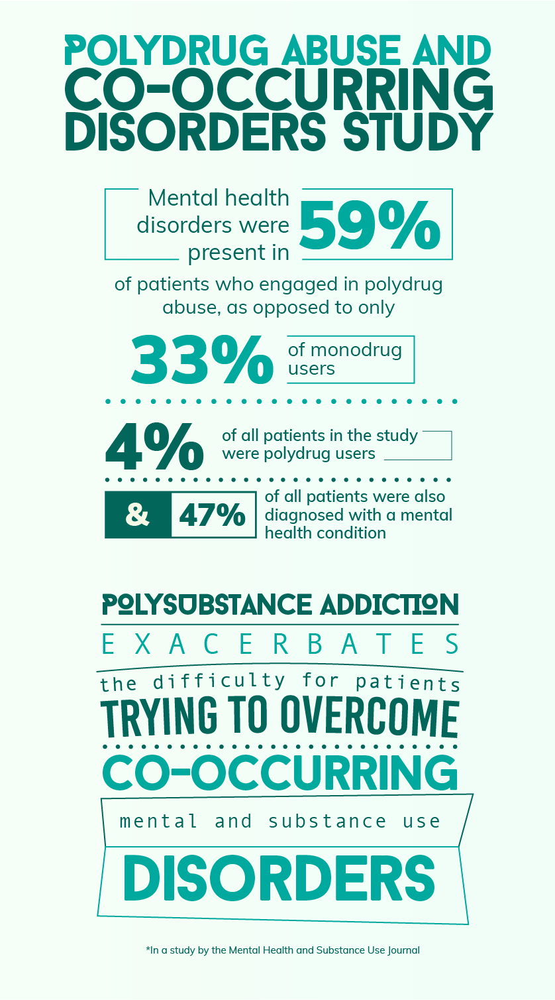 POLYDRUG ABUSE AND
CO-OCCURRING
DISORDERS STUDY
Mental health
disorders were
present in
59%
of patients who engaged in polydrug
abuse, as opposed to only
33%
of monodrug
users
4%
of all patients in the study
were polydrug users
& 47%
of all patients were also
diagnosed with a mental
health condition
POLYSUBSTANCE ADDICTION
EXACERBATES
the difficulty for patients
TRYING TO OVERCOME
CO-OCCURRING
mental and substance use
DISORDERS
*In a study by the Mental Health and Substance Use Journal